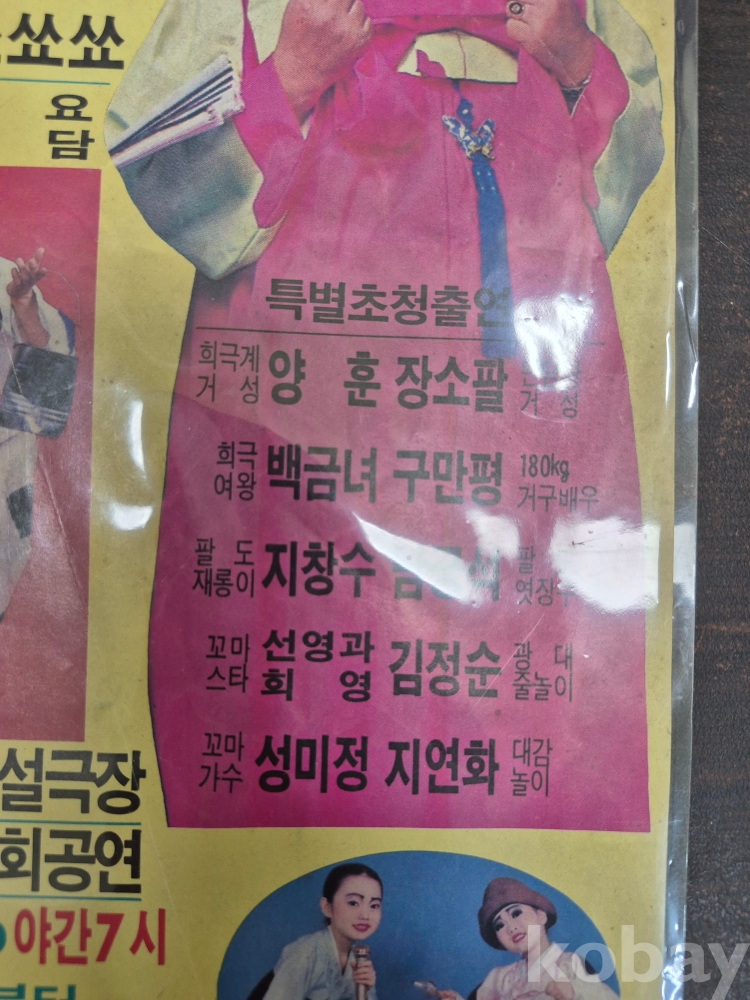 쑈쑈
요
담
특별초청출연
희극계 거성 양 훈 장소팔 거성
희극 여왕 백금녀 구만평 180kg 거구배우
팔도 재롱이 지창수 팔 엿장수
꼬마 스타 선영과 희영 김정순 광대 줄놀이
꼬마 가수 성미정 지연화 대감 놀이
설극장
회공연
야간7시
부터
kobay